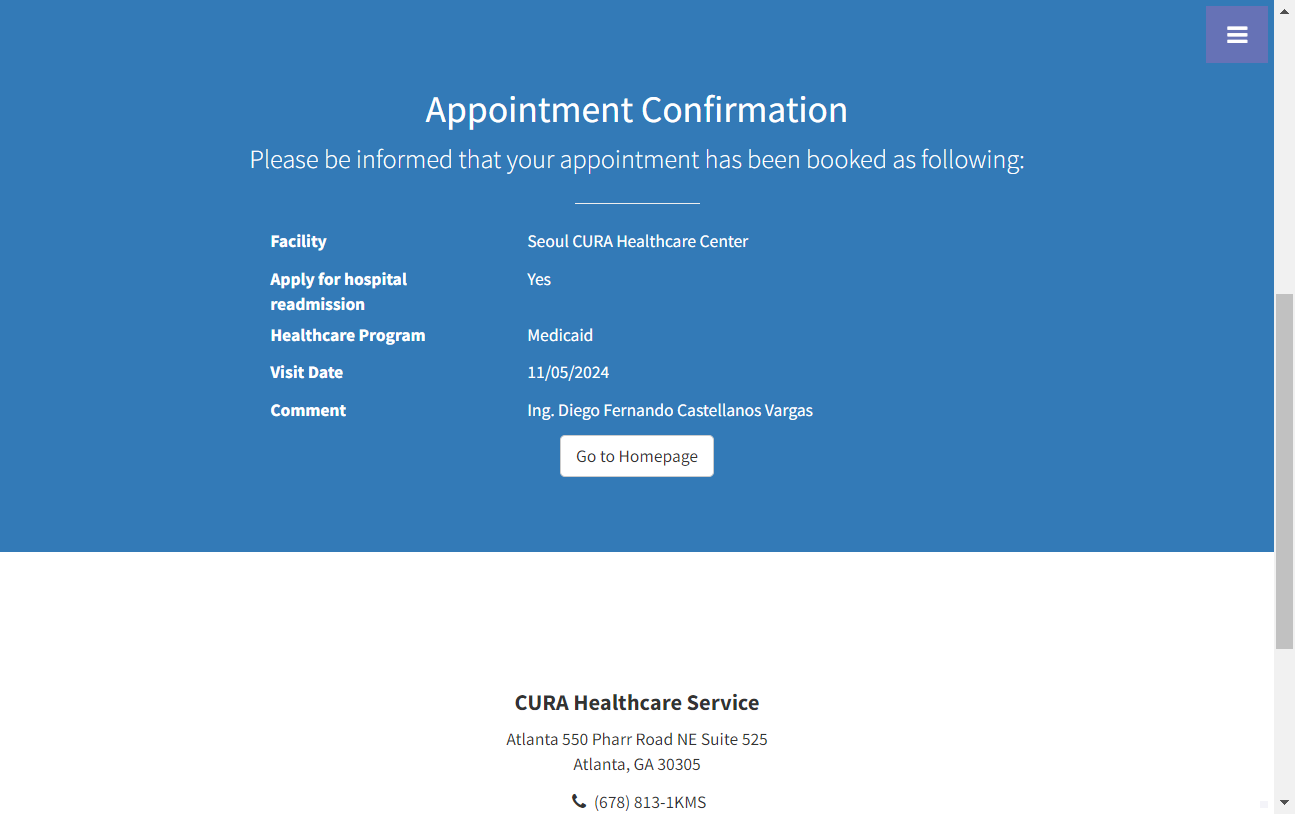 Appointment Confirmation
Please be informed that your appointment has been booked as following:
Facility Seoul CURA Healthcare Center
Apply for hospital Yes
readmission
Healthcare Program Medicaid
Visit Date 11/05/2024
Comment Ing. Diego Fernando Castellanos Vargas
Go to Homepage
CURA Healthcare Service
Atlanta 550 Pharr Road NE Suite 525
Atlanta, GA 30305
(678) 813-1KMS